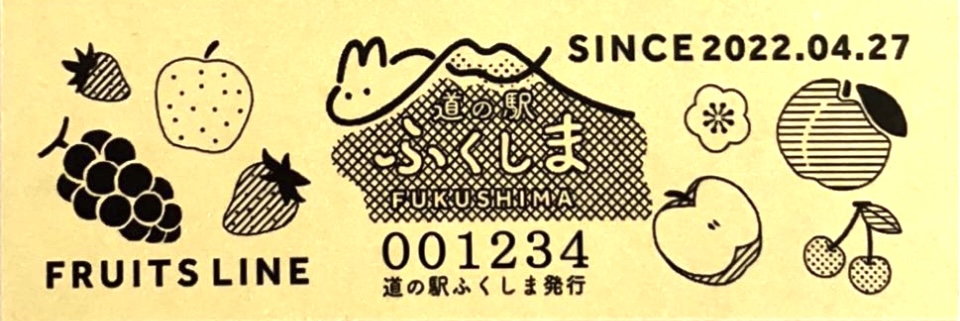 SINCE 2022.04.27
道の駅
ふくしま
FUKUSHIMA
001234
道の駅ふくしま発行
FRUITS LINE